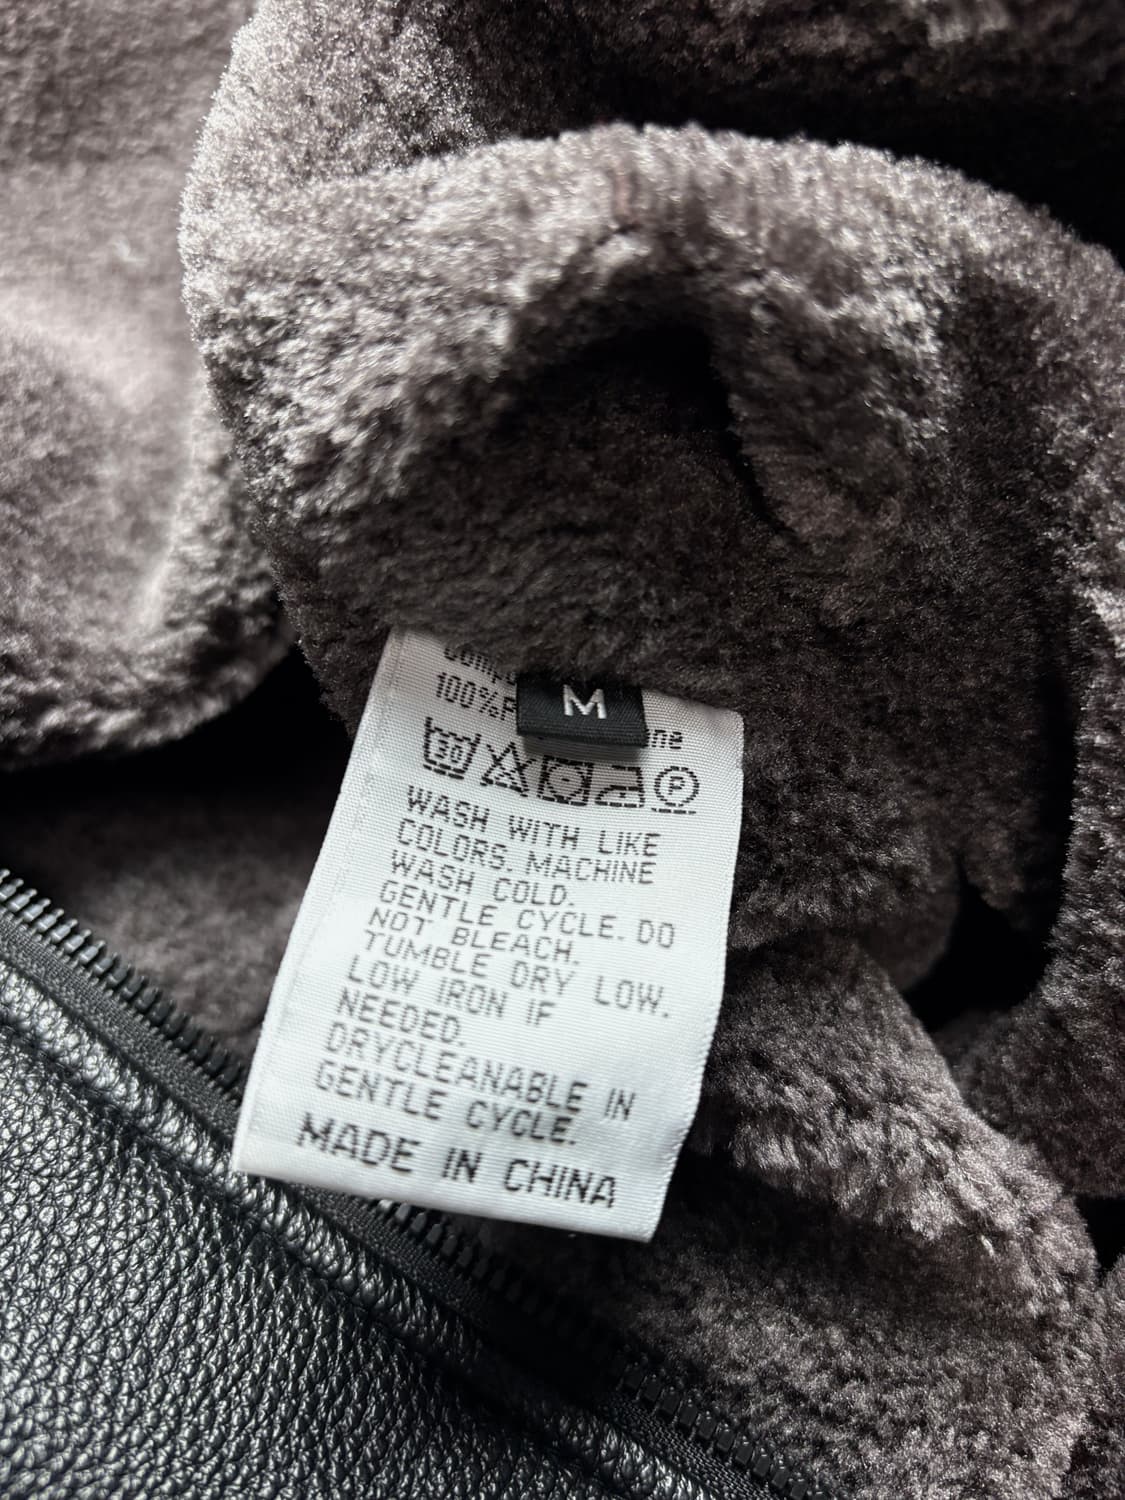 M
100%
30
P
WASH WITH LIKE
COLORS. MACHINE
WASH COLD.
GENTLE CYCLE. DO
NOT BLEACH.
TUMBLE DRY LOW.
LOW IRON IF
NEEDED.
DRYCLEANABLE IN
GENTLE CYCLE.
MADE IN CHINA